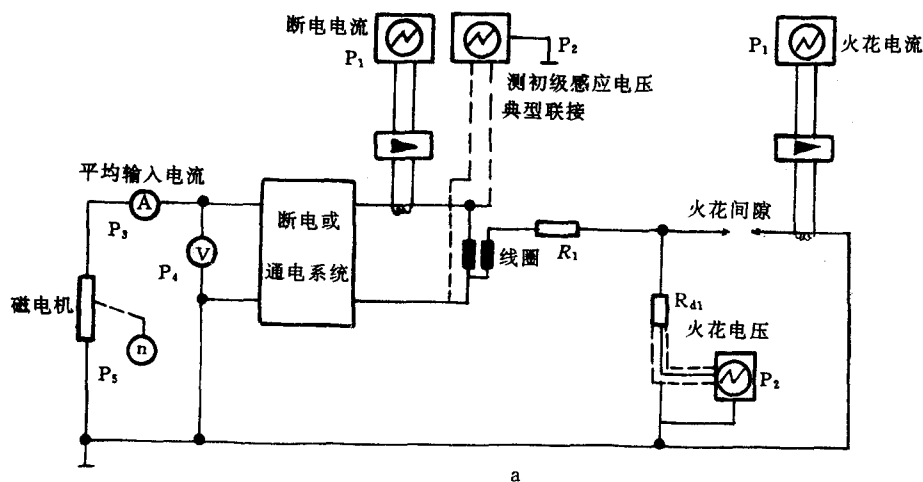 断电电流
P₁
P₂
测初级感应电压
典型联接
P₁
火花电流
平均输入电流
A
P₃
V
P₄
断电或
通电系统
线圈
R₁
火花间隙
磁电机
n
P₅
Rd1
火花电压
P₂
a